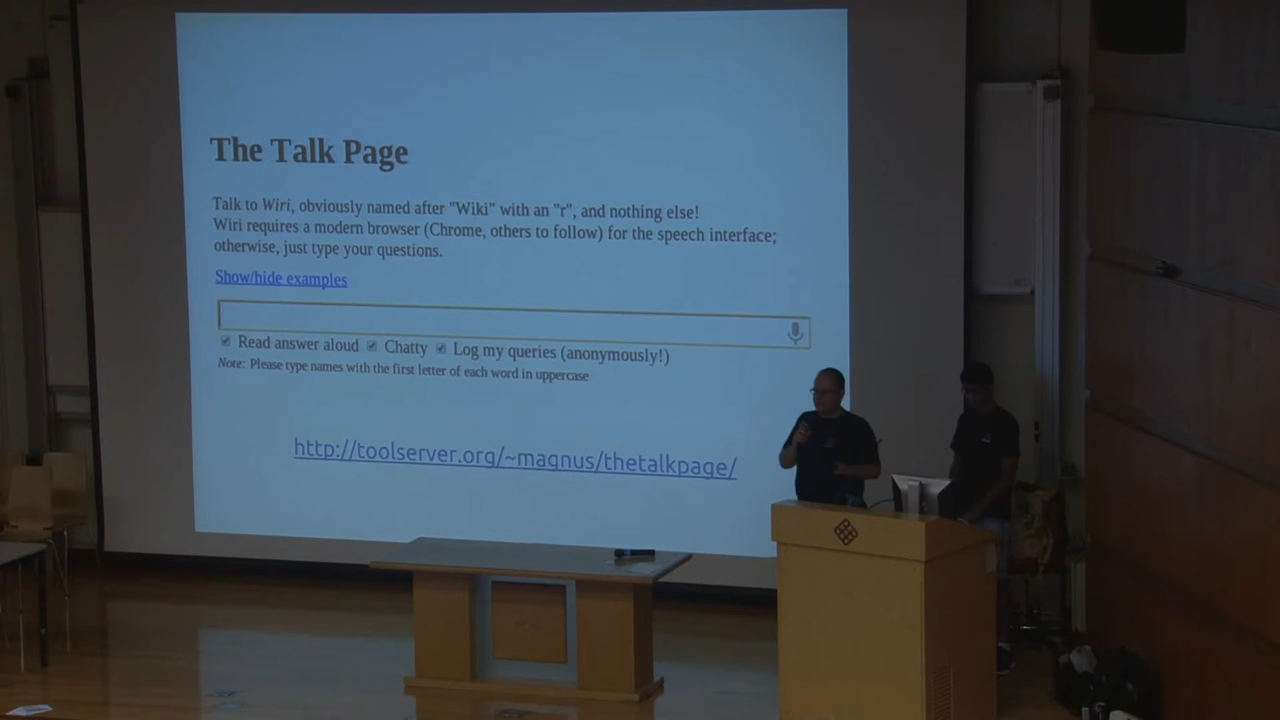 The Talk Page
Talk to Wiri, obviously named after "Wiki" with an "r", and nothing else!
Wiri requires a modern browser (Chrome, others to follow) for the speech interface;
otherwise, just type your questions.
Show/hide examples
Read answer aloud Chatty Log my queries (anonymously!)
Note: Please type names with the first letter of each word in uppercase
http://toolserver.org/~magnus/thetalkpage/